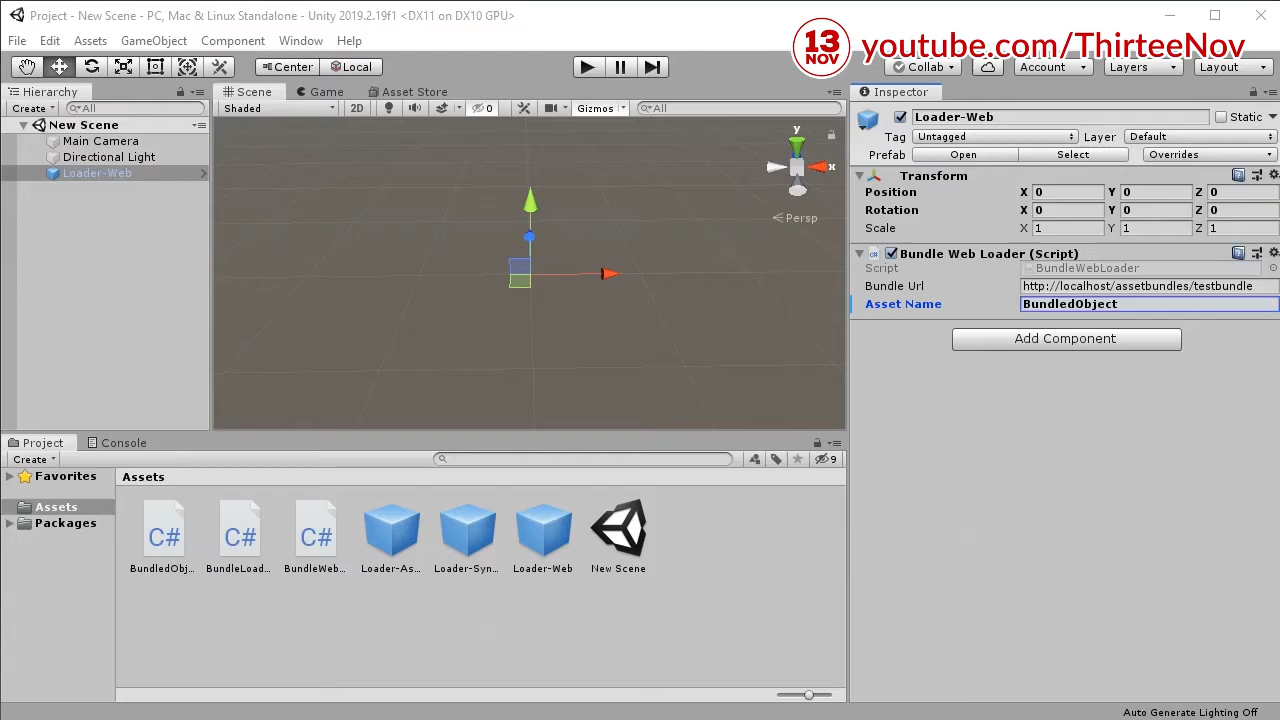 Project - New Scene - PC, Mac & Linux Standalone - Unity 2019.2.19f1 <DX11 on DX10 GPU>
File Edit Assets GameObject Component Window Help
13 NOV youtube.com/ThirteeNov
Center Local Collab Account Layers Layout
Hierarchy
Create All
New Scene
Main Camera
Directional Light
Loader-Web
Scene Game Asset Store
Shaded 2D 0 Gizmos All
y
x
Persp
Inspector
Loader-Web Static
Tag Untagged Layer Default
Prefab Open Select Overrides
Transform
Position X 0 Y 0 Z 0
Rotation X 0 Y 0 Z 0
Scale X 1 Y 1 Z 1
Bundle Web Loader (Script)
Script BundleWebLoader
Bundle Url http://localhost/assetbundles/testbundle
Asset Name BundledObject
Add Component
Project Console
Create 9
Favorites
Assets
Packages
Assets
C# C# C#
BundledObj... BundleLoad... BundleWeb... Loader-As... Loader-Syn... Loader-Web New Scene
Auto Generate Lighting Off